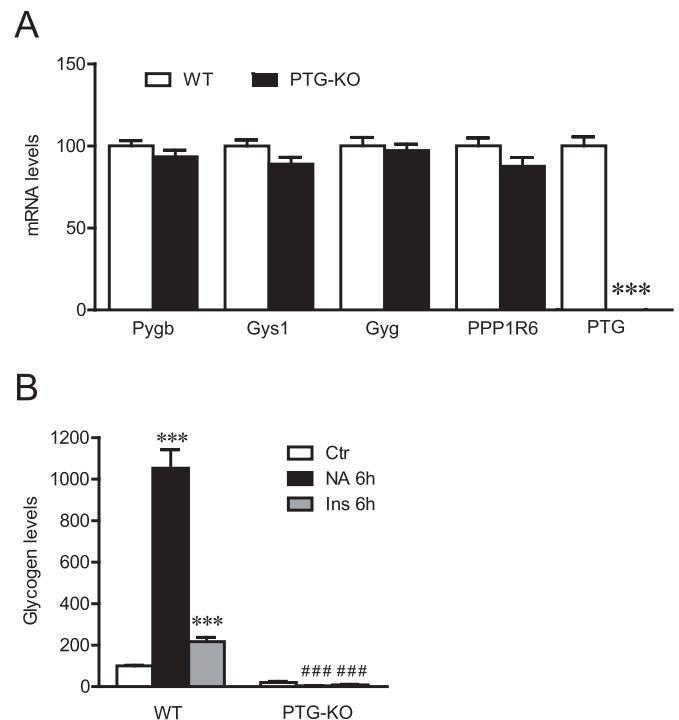 A
150
WT PTG-KO
100
mRNA levels
50
***
0
Pygb Gys1 Gyg PPP1R6 PTG
B
1200
***
Ctr
1000
NA 6h
Ins 6h
800
Glycogen levels
600
400
***
200
### ###
0
WT PTG-KO